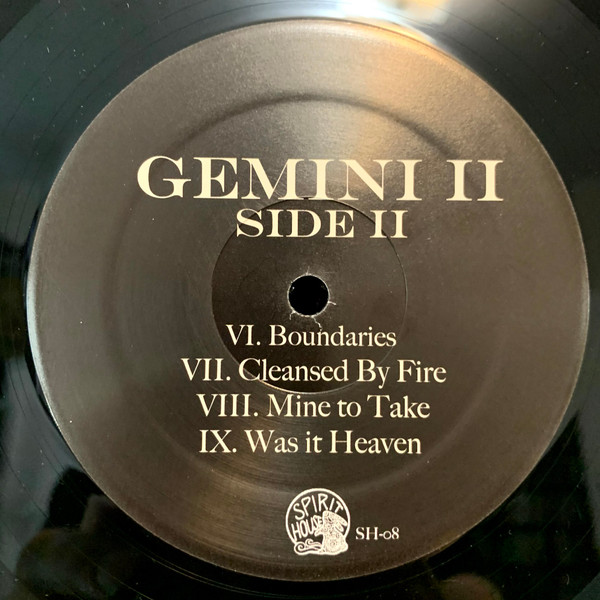 GEMINI II
SIDE II
VI. Boundaries
VII. Cleansed By Fire
VIII. Mine to Take
IX. Was it Heaven
SPIRIT
HOUSE
SH-08